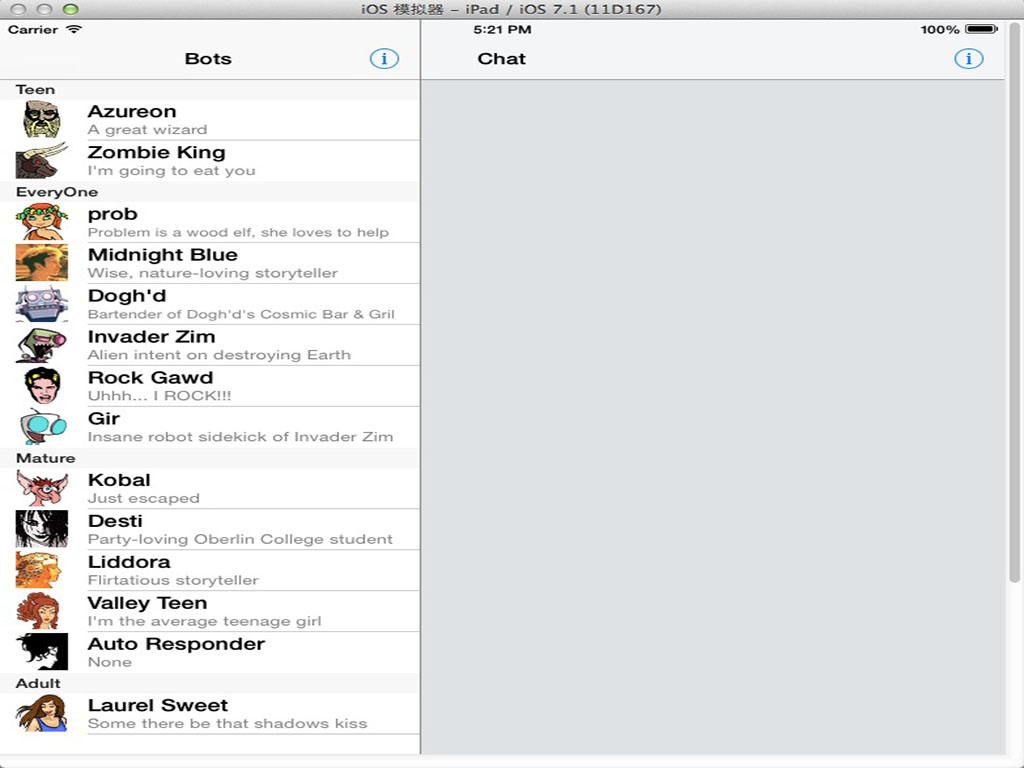 iOS 模拟器 – iPad / iOS 7.1 (11D167)
Carrier 5:21 PM 100%
Bots
Chat
Teen
Azureon
A great wizard
Zombie King
I'm going to eat you
EveryOne
prob
Problem is a wood elf, she loves to help
Midnight Blue
Wise, nature-loving storyteller
Dogh'd
Bartender of Dogh'd's Cosmic Bar & Gril
Invader Zim
Alien intent on destroying Earth
Rock Gawd
Uhhh... I ROCK!!!
Gir
Insane robot sidekick of Invader Zim
Mature
Kobal
Just escaped
Desti
Party-loving Oberlin College student
Liddora
Flirtatious storyteller
Valley Teen
I'm the average teenage girl
Auto Responder
None
Adult
Laurel Sweet
Some there be that shadows kiss